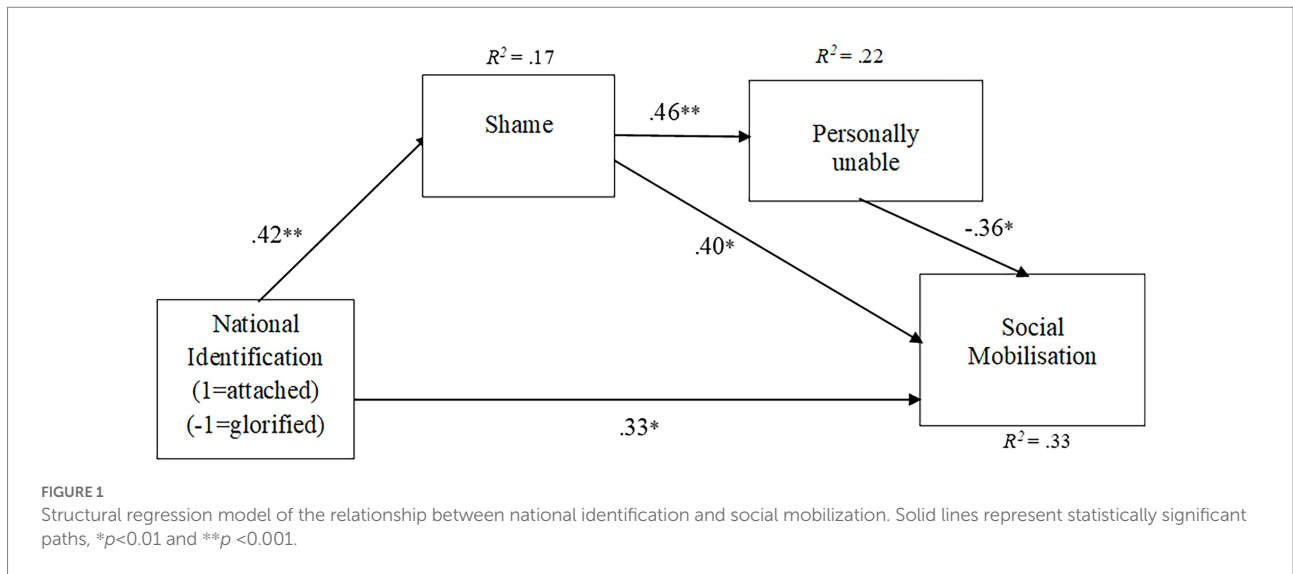 R² = .17
R² = .22
Shame
.46**
Personally
unable
.42**
.40*
-.36*
National
Identification
(1=attached)
(-1=glorified)
Social
Mobilisation
.33*
R² = .33
FIGURE 1
Structural regression model of the relationship between national identification and social mobilization. Solid lines represent statistically significant
paths, *p<0.01 and **p <0.001.